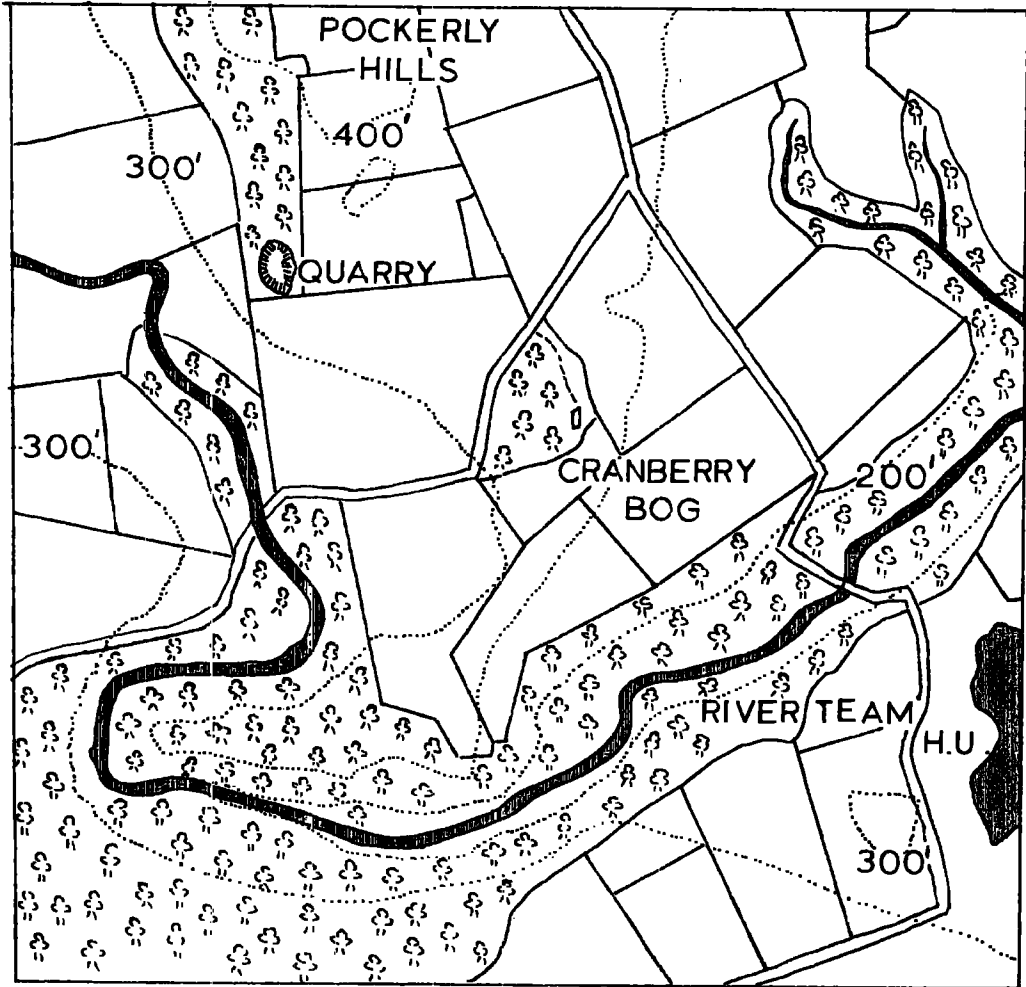 POCKERLY
HILLS
400'
300'
QUARRY
300'
CRANBERRY
BOG
200'
RIVER TEAM
H.U.
300'